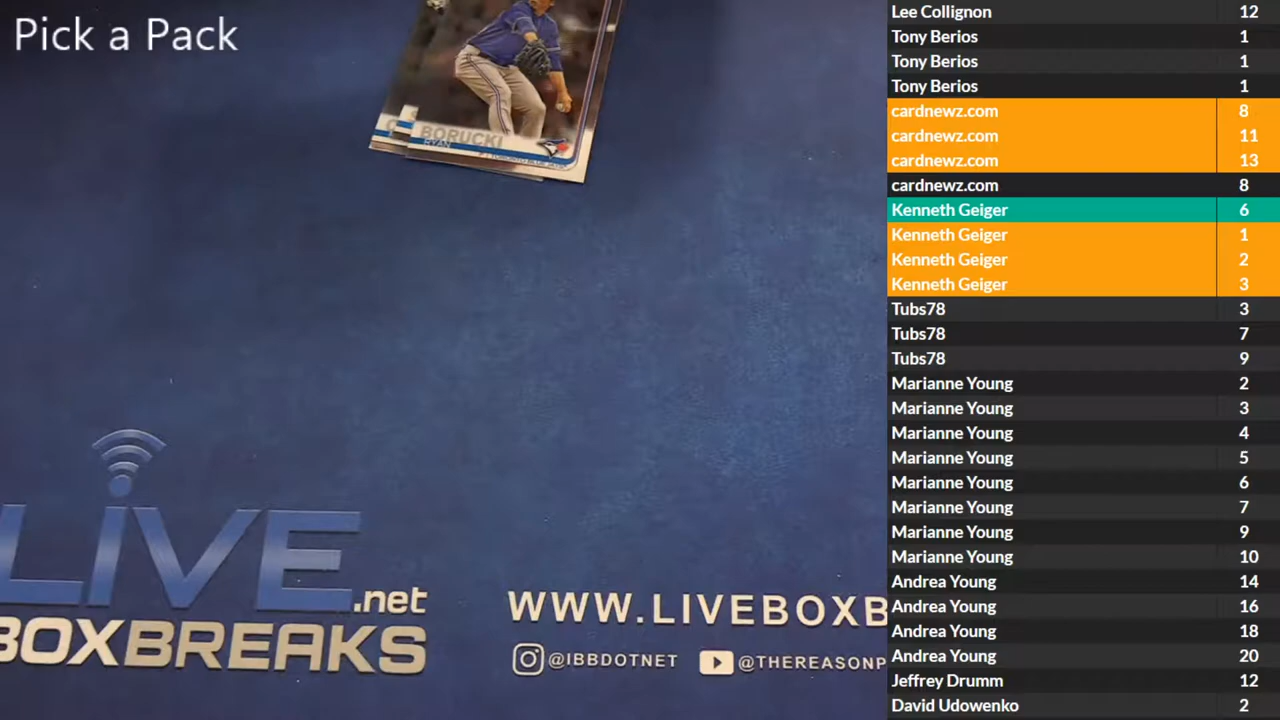 Pick a Pack
BORUCKI
RYAN
TORONTO BLUE JAYS
LIVE.net
BOXBREAKS
WWW.LIVEBOXB
@IBBDOTNET
@THEREASONP
Lee Collignon 12
Tony Berios 1
Tony Berios 1
Tony Berios 1
cardnewz.com 8
cardnewz.com 11
cardnewz.com 13
cardnewz.com 8
Kenneth Geiger 6
Kenneth Geiger 1
Kenneth Geiger 2
Kenneth Geiger 3
Tubs78 3
Tubs78 7
Tubs78 9
Marianne Young 2
Marianne Young 3
Marianne Young 4
Marianne Young 5
Marianne Young 6
Marianne Young 7
Marianne Young 9
Marianne Young 10
Andrea Young 14
Andrea Young 16
Andrea Young 18
Andrea Young 20
Jeffrey Drumm 12
David Udowenko 2